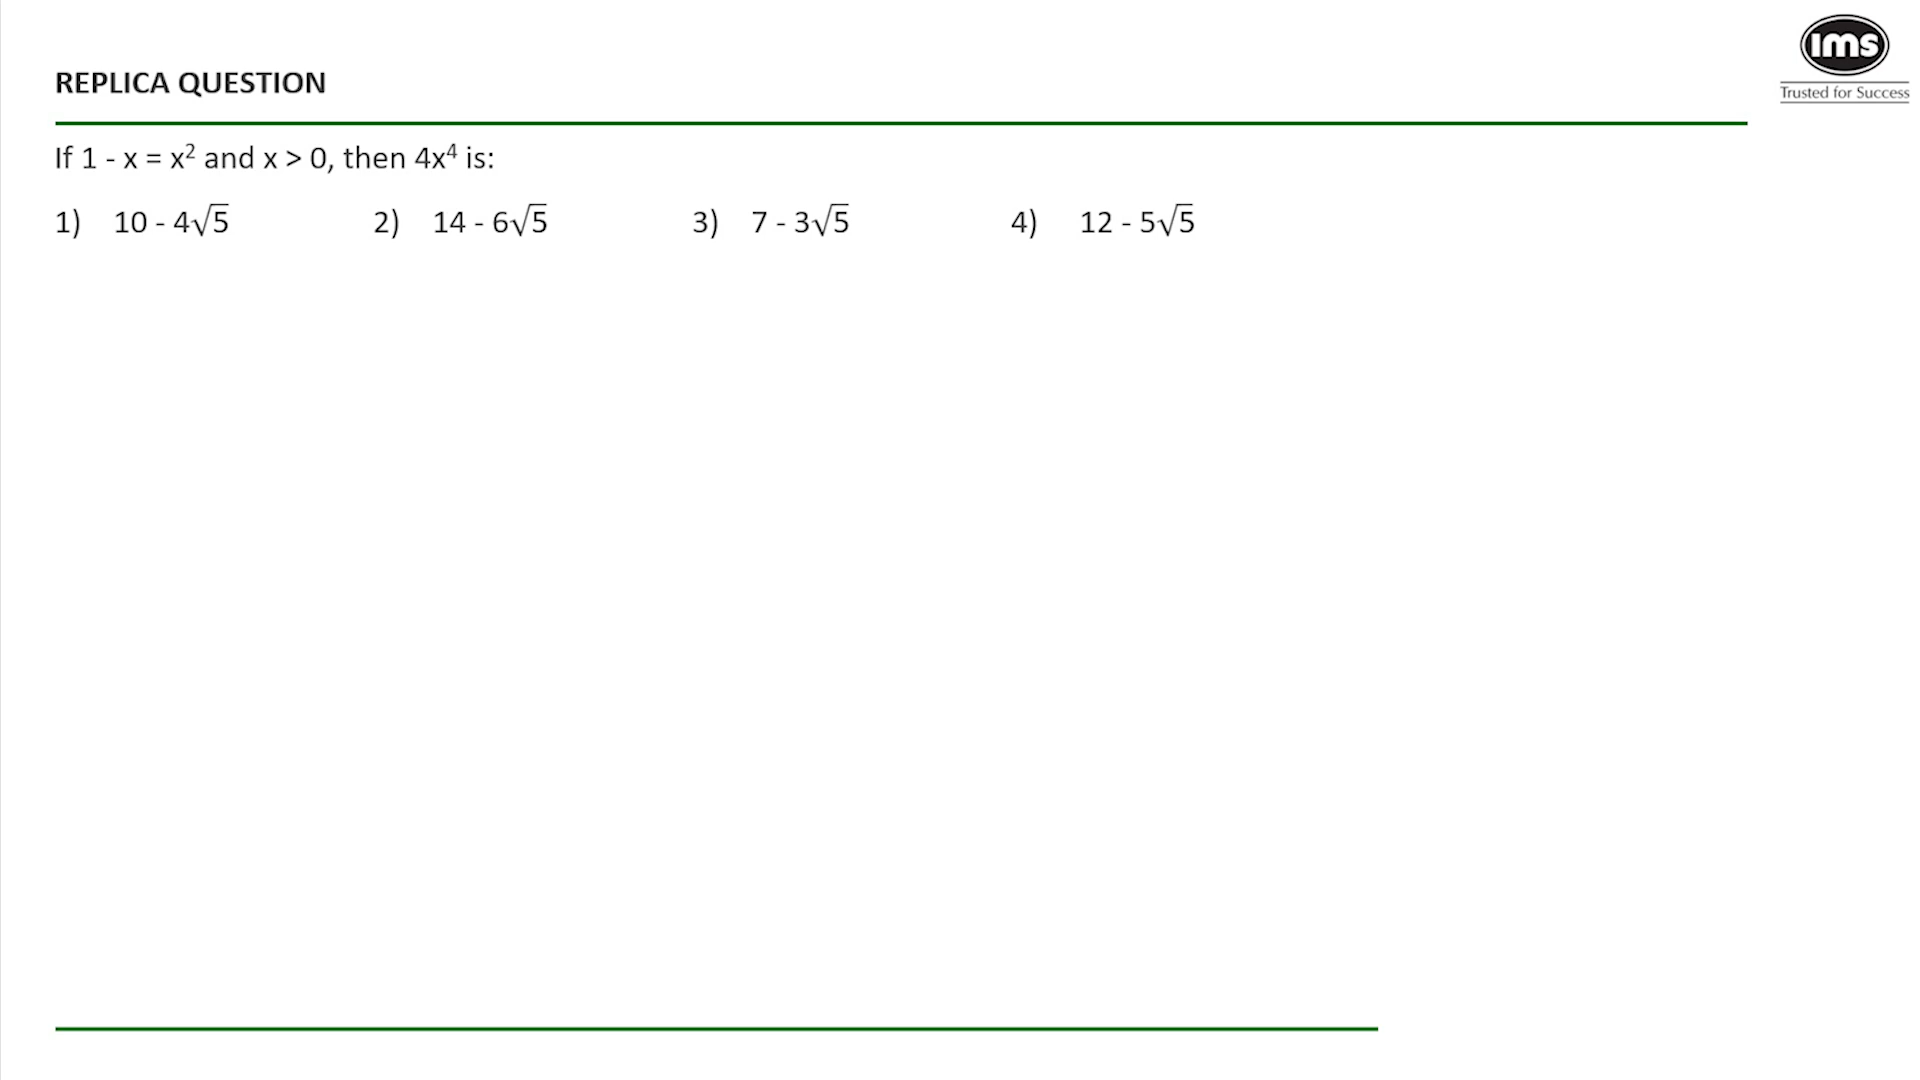 ims
Trusted for Success
REPLICA QUESTION
If 1 - x = x² and x > 0, then 4x⁴ is:
1) 10 - 4√5 2) 14 - 6√5 3) 7 - 3√5 4) 12 - 5√5